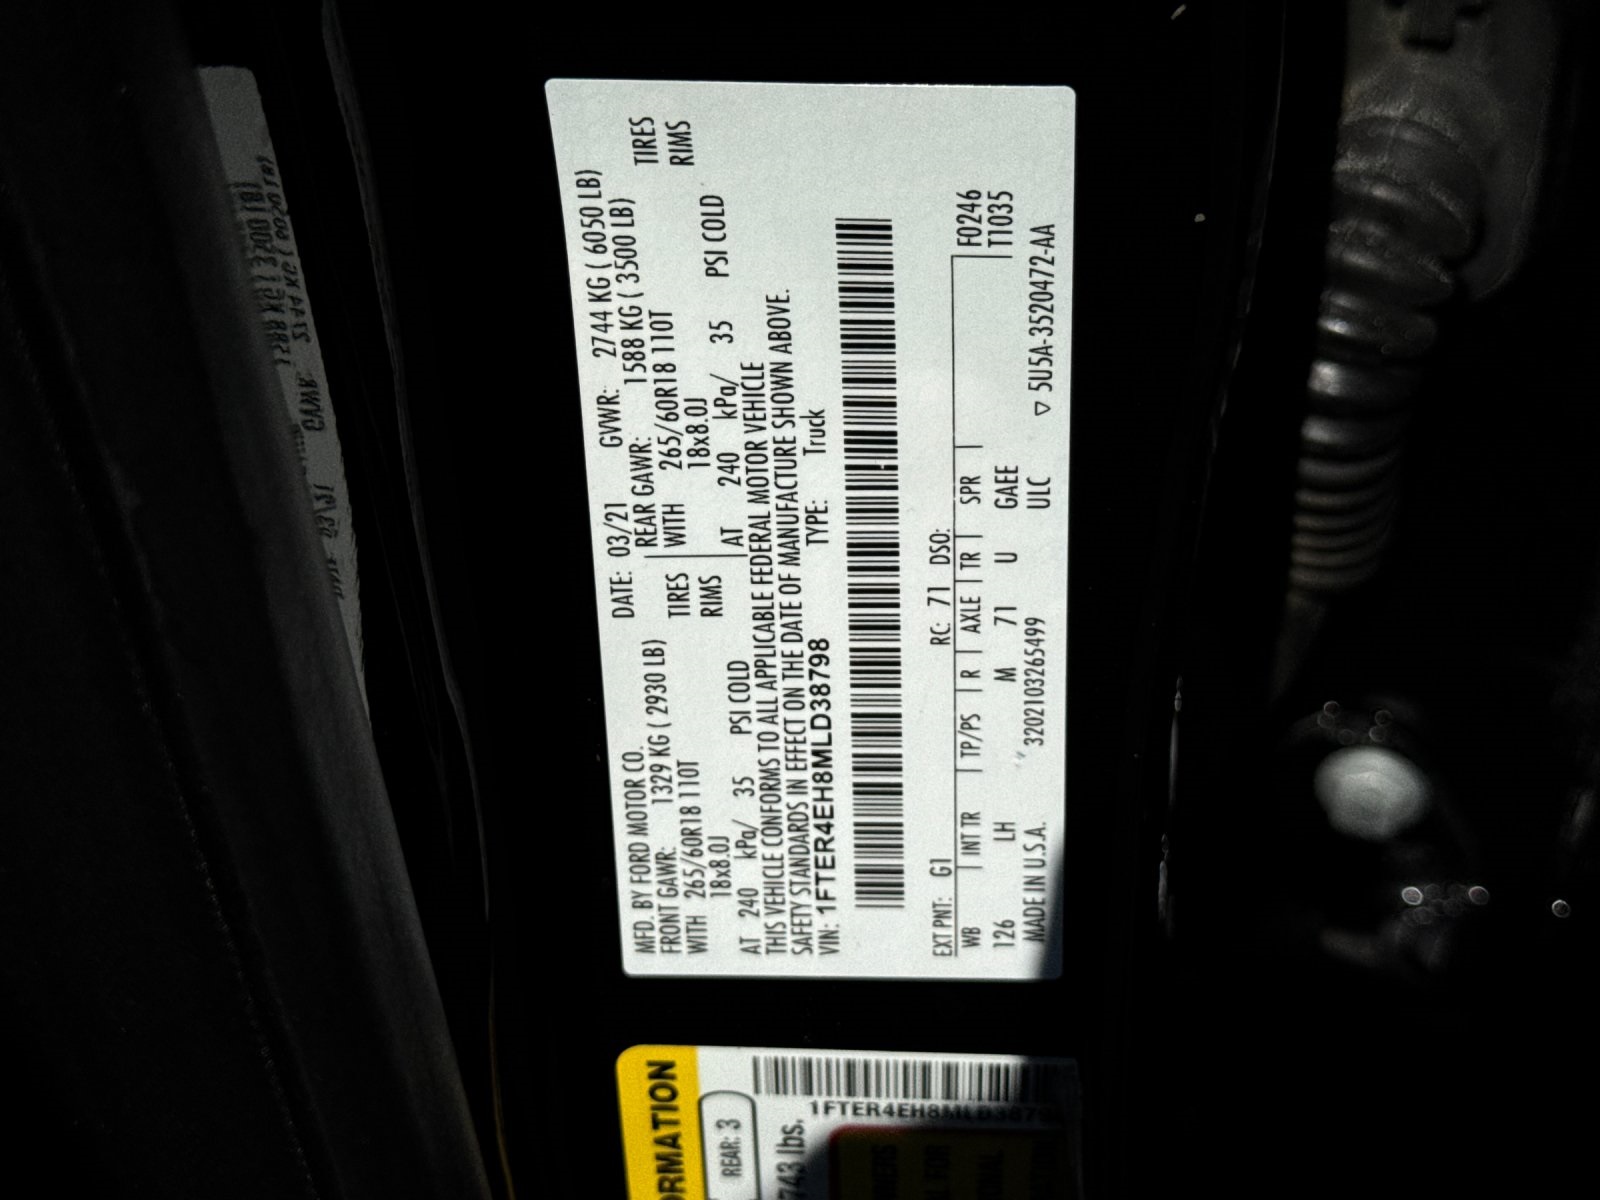 MFD. BY FORD MOTOR CO.
DATE: 03/21 GVWR: 2744 KG ( 6050 LB)
FRONT GAWR: 1329 KG ( 2930 LB)
REAR GAWR: 1588 KG ( 3500 LB)
WITH 265/60R18 110T TIRES
WITH 265/60R18 110T TIRES
18x8.0J RIMS
18x8.0J RIMS
AT 240 kPa/ 35 PSI COLD
AT 240 kPa/ 35 PSI COLD
THIS VEHICLE CONFORMS TO ALL APPLICABLE FEDERAL MOTOR VEHICLE
SAFETY STANDARDS IN EFFECT ON THE DATE OF MANUFACTURE SHOWN ABOVE.
VIN: 1FTER4EH8MLD38798 TYPE: Truck
EXT PNT: G1 RC: 71 DSO:
WB INT TR TP/PS R AXLE TR SPR F0246
126 LH M 71 U GAEE T1035
MADE IN U.S.A. 3202103265499 ULC ▽ 5U5A-3520472-AA
ORMATION
REAR: 3
743 lbs.
1FTER4EH8MLD3879